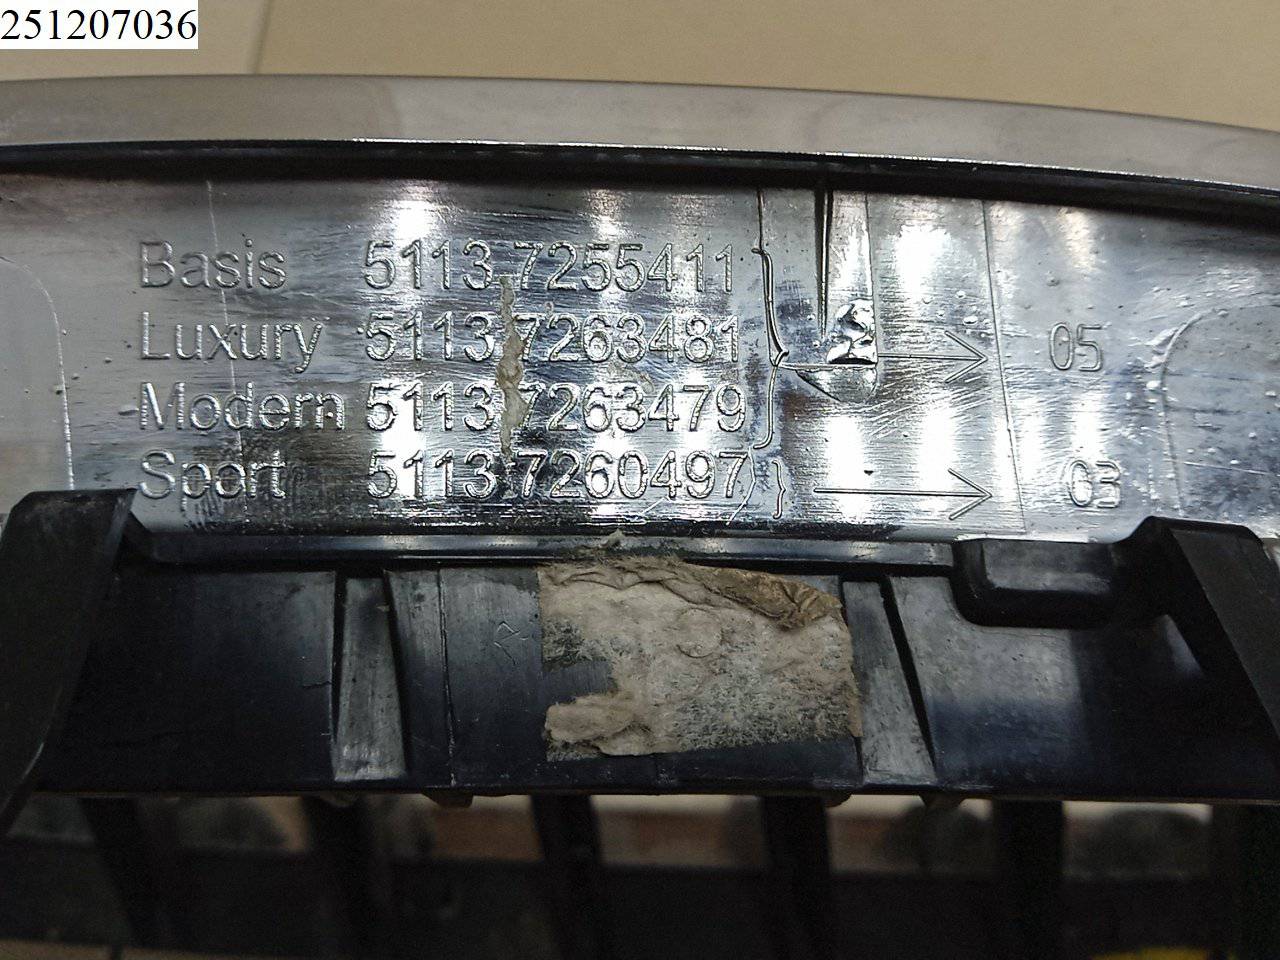 251207036
Basis 5113 7255411
Luxury 5113 7263481 05
Modern 5113 7263479
Sport 5113 7260497 03